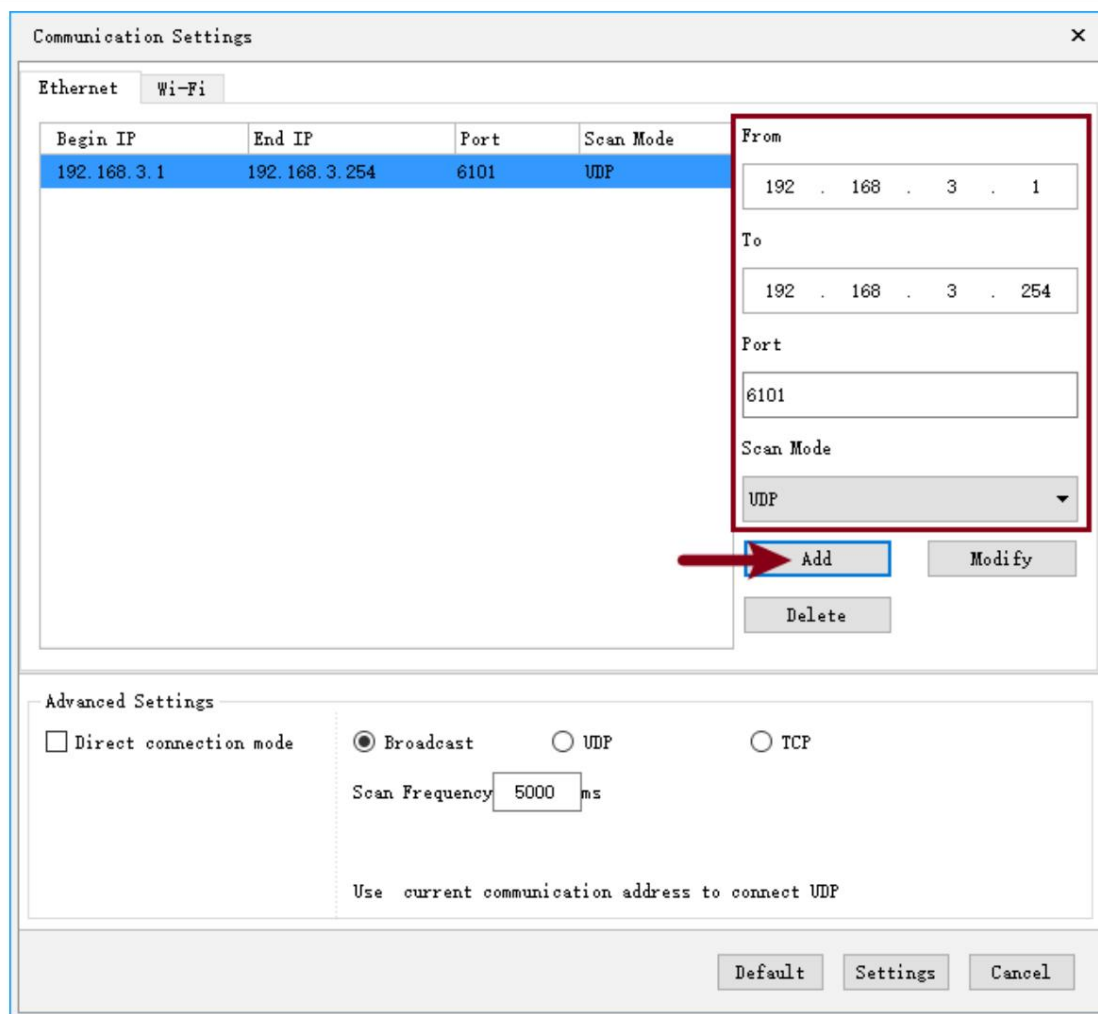 Communication Settings
Ethernet Wi-Fi
Begin IP End IP Port Scan Mode
192.168.3.1 192.168.3.254 6101 UDP
From
192 . 168 . 3 . 1
To
192 . 168 . 3 . 254
Port
6101
Scan Mode
UDP
Add Modify
Delete
Advanced Settings
Direct connection mode Broadcast UDP TCP
Scan Frequency 5000 ms
Use current communication address to connect UDP
Default Settings Cancel